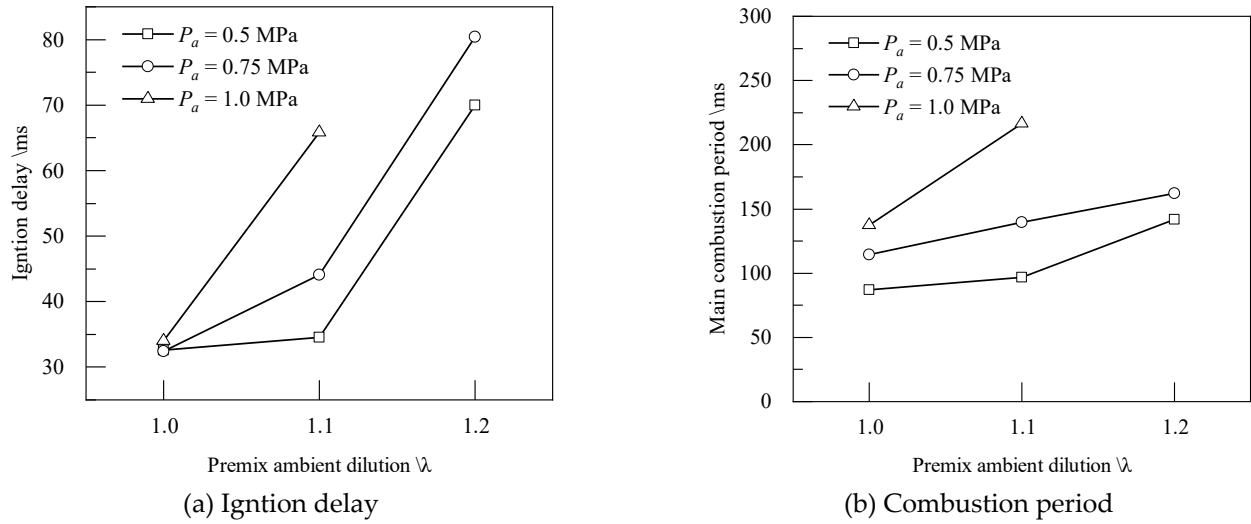 80
70
60
50
40
30
Igntion delay \ms
P_a = 0.5 MPa
P_a = 0.75 MPa
P_a = 1.0 MPa
1.0 1.1 1.2
Premix ambient dilution \λ
(a) Igntion delay
300
250
200
150
100
50
0
Main combustion period \ms
P_a = 0.5 MPa
P_a = 0.75 MPa
P_a = 1.0 MPa
1.0 1.1 1.2
Premix ambient dilution \λ
(b) Combustion period